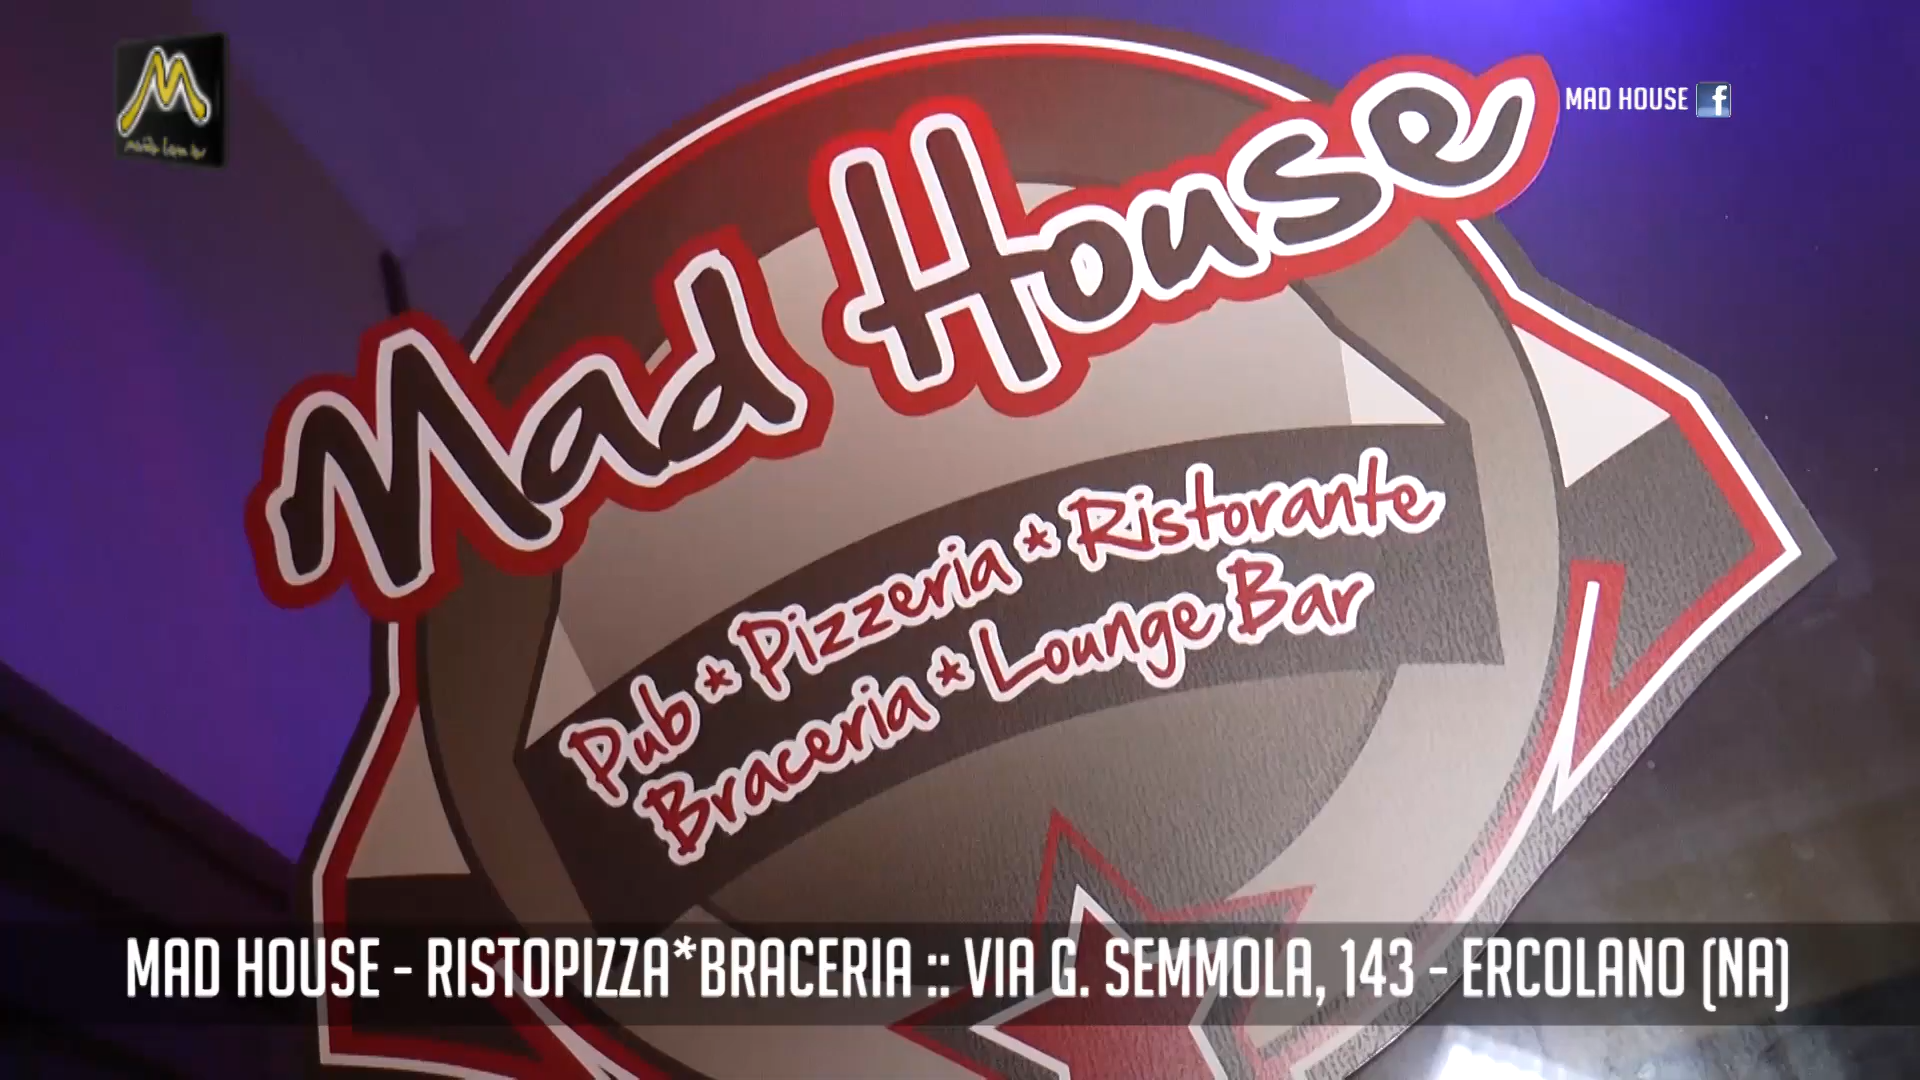 MAD HOUSE
Mad House
Pub * Pizzeria * Ristorante
Braceria * Lounge Bar
MAD HOUSE - RISTOPIZZA*BRACERIA :: VIA G. SEMMOLA, 143 - ERCOLANO (NA)